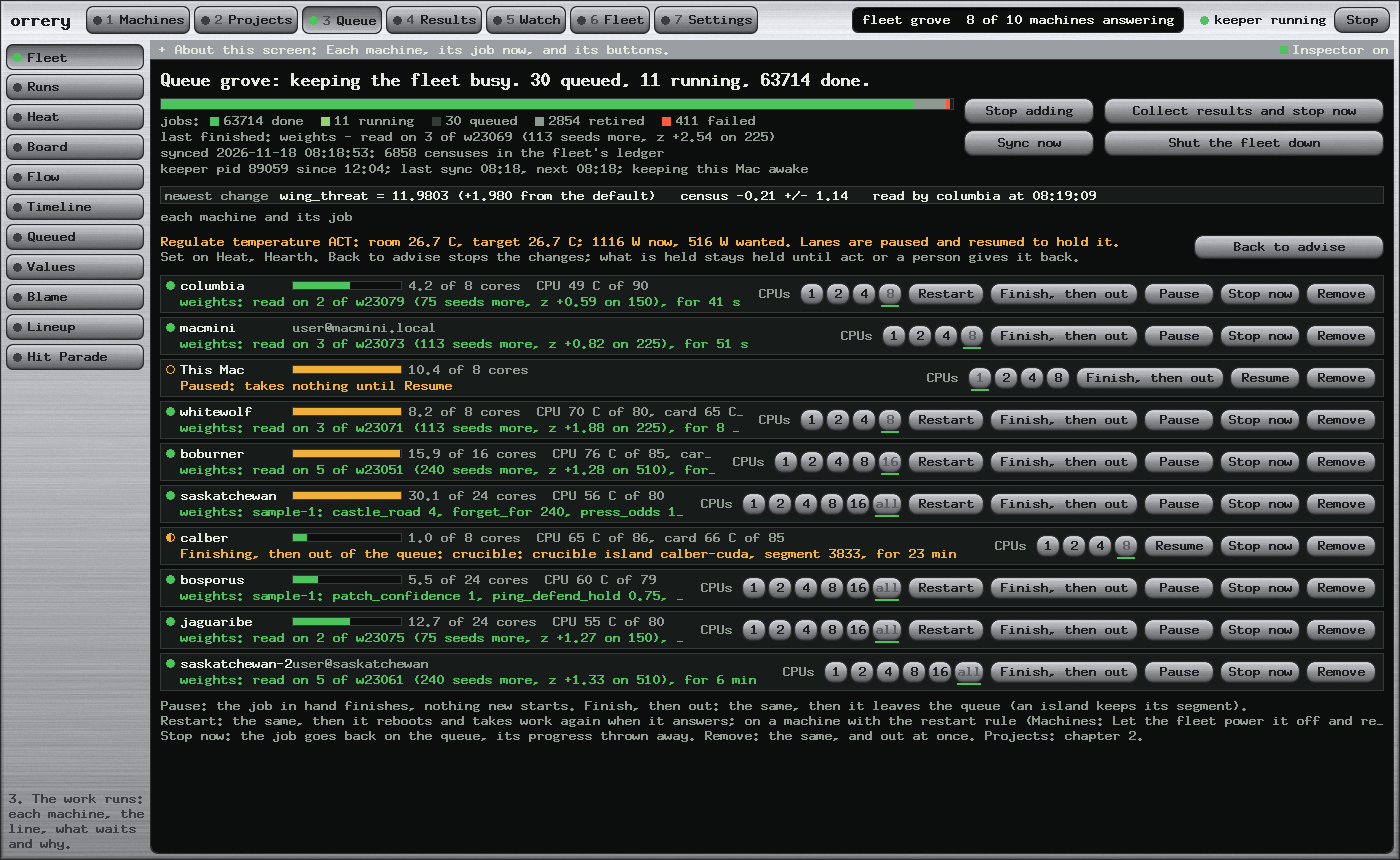 orrery
1 Machines
2 Projects
3 Queue
4 Results
5 Watch
6 Fleet
7 Settings
fleet grove 8 of 10 machines answering
keeper running
Stop
Fleet
Runs
Heat
Board
Flow
Timeline
Queued
Values
Blame
Lineup
Hit Parade
3. The work runs:
each machine, the
line, what waits
and why.
+ About this screen: Each machine, its job now, and its buttons.
Inspector on
Queue grove: keeping the fleet busy. 30 queued, 11 running, 63714 done.
jobs: 63714 done 11 running 30 queued 2854 retired 411 failed
last finished: weights - read on 3 of w23069 (113 seeds more, z +2.54 on 225)
synced 2026-11-18 08:18:53: 6858 censuses in the fleet's ledger
keeper pid 89059 since 12:04; last sync 08:18, next 08:18; keeping this Mac awake
Stop adding
Collect results and stop now
Sync now
Shut the fleet down
newest change wing_threat = 11.9803 (+1.980 from the default) census -0.21 +/- 1.14 read by columbia at 08:19:09
each machine and its job
Regulate temperature ACT: room 26.7 C, target 26.7 C; 1116 W now, 516 W wanted. Lanes are paused and resumed to hold it.
Set on Heat, Hearth. Back to advise stops the changes; what is held stays held until act or a person gives it back.
Back to advise
columbia 4.2 of 8 cores CPU 49 C of 90
weights: read on 2 of w23079 (75 seeds more, z +0.59 on 150), for 41 s
CPUs 1 2 4 8 Restart Finish, then out Pause Stop now Remove
macmini user@macmini.local
weights: read on 3 of w23073 (113 seeds more, z +0.82 on 225), for 51 s
CPUs 1 2 4 8 Finish, then out Pause Stop now Remove
This Mac 10.4 of 8 cores
Paused: takes nothing until Resume
CPUs 1 2 4 8 Finish, then out Resume Remove
whitewolf 8.2 of 8 cores CPU 70 C of 80, card 65 C_
weights: read on 3 of w23071 (113 seeds more, z +1.88 on 225), for 8 _
CPUs 1 2 4 8 Restart Finish, then out Pause Stop now Remove
boburner 15.9 of 16 cores CPU 76 C of 85, car_
weights: read on 5 of w23051 (240 seeds more, z +1.28 on 510), for_
CPUs 1 2 4 8 16 Restart Finish, then out Pause Stop now Remove
saskatchewan 30.1 of 24 cores CPU 56 C of 80
weights: sample-1: castle_road 4, forget_for 240, press_odds 1_
CPUs 1 2 4 8 16 all Restart Finish, then out Pause Stop now Remove
calber 1.0 of 8 cores CPU 65 C of 86, card 66 C of 85
Finishing, then out of the queue: crucible: crucible island calber-cuda, segment 3833, for 23 min
CPUs 1 2 4 8 Resume Stop now Remove
bosporus 5.5 of 24 cores CPU 60 C of 79
weights: sample-1: patch_confidence 1, ping_defend_hold 0.75, _
CPUs 1 2 4 8 16 all Restart Finish, then out Pause Stop now Remove
jaguaribe 12.7 of 24 cores CPU 55 C of 80
weights: read on 2 of w23075 (75 seeds more, z +1.27 on 150), _
CPUs 1 2 4 8 16 all Restart Finish, then out Pause Stop now Remove
saskatchewan-2user@saskatchewan
weights: read on 5 of w23061 (240 seeds more, z +1.33 on 510), for 6 min
CPUs 1 2 4 8 16 all Finish, then out Pause Stop now Remove
Pause: the job in hand finishes, nothing new starts. Finish, then out: the same, then it leaves the queue (an island keeps its segment).
Restart: the same, then it reboots and takes work again when it answers; on a machine with the restart rule (Machines: Let the fleet power it off and re_
Stop now: the job goes back on the queue, its progress thrown away. Remove: the same, and out at once. Projects: chapter 2.